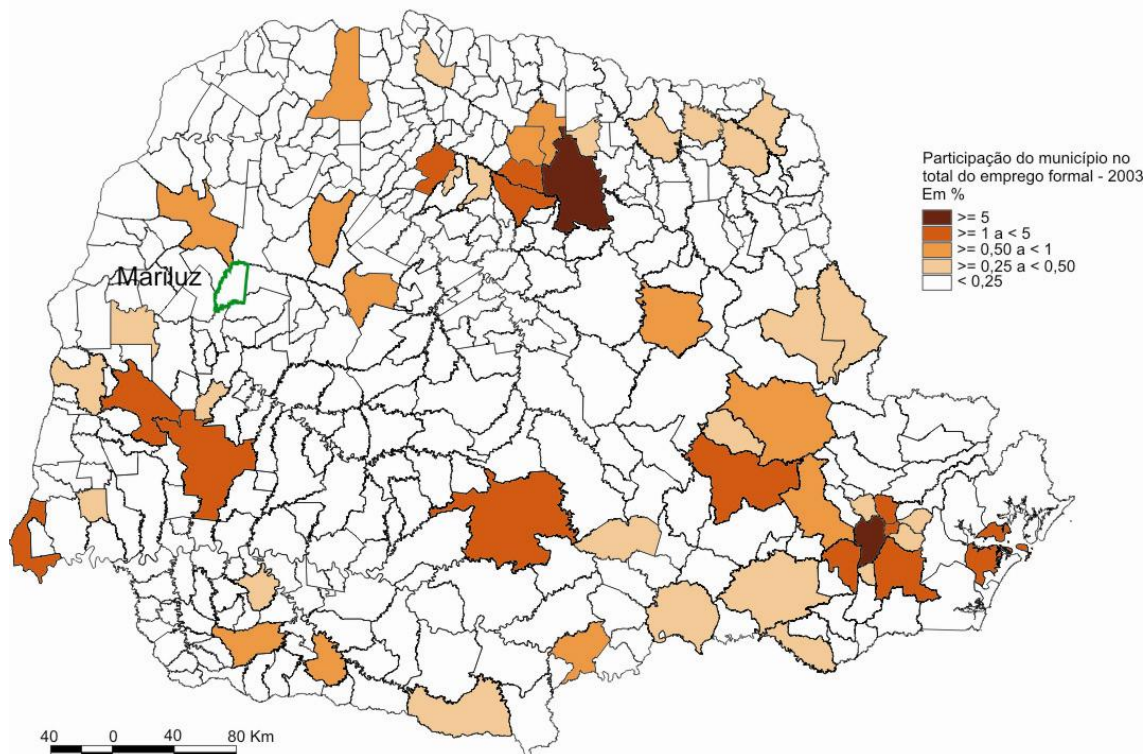 Participação do município no
total do emprego formal - 2003
Em %
>= 5
>= 1 a < 5
>= 0,50 a < 1
>= 0,25 a < 0,50
< 0,25
Mariluz
40 0 40 80 Km